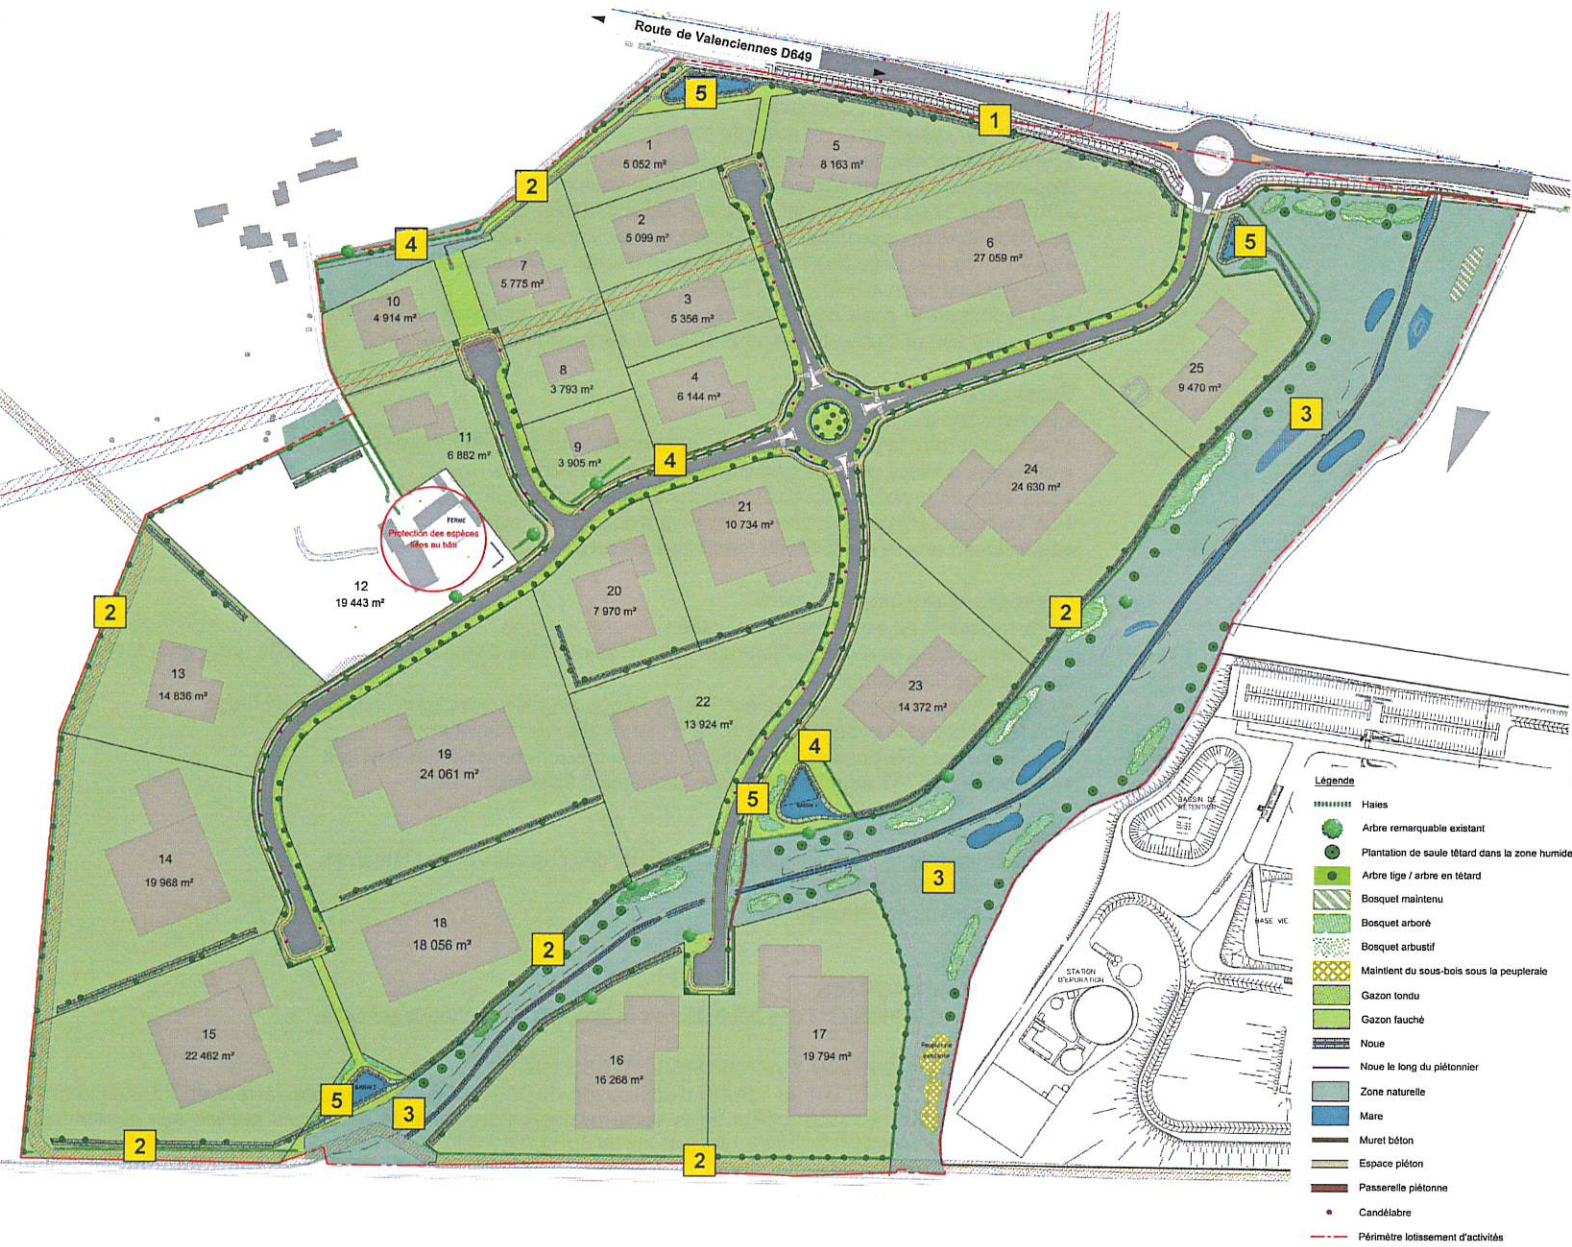 Route de Valenciennes D649
5
1
1
5 052 m²
5
8 163 m²
2
2
5 099 m²
4
6
27 059 m²
5
7
5 775 m²
10
4 914 m²
3
5 356 m²
8
3 793 m²
4
6 144 m²
25
9 470 m²
3
11
6 882 m²
9
3 905 m²
4
24
24 630 m²
21
10 734 m²
FERME
Protection des espèces
liées au bâti
12
19 443 m²
20
7 970 m²
2
2
13
14 836 m²
23
14 372 m²
22
13 924 m²
19
24 061 m²
4
5
14
19 968 m²
3
18
18 056 m²
2
15
22 462 m²
17
19 794 m²
16
16 268 m²
5
3
2
2
BASSIN DE
RÉTENTION
BASE VIE
STATION
D'EPURATION
Légende
Haies
Arbre remarquable existant
Plantation de saule têtard dans la zone humide
Arbre tige / arbre en tétard
Bosquet maintenu
Bosquet arboré
Bosquet arbustif
Maintient du sous-bois sous la peupleraie
Gazon tondu
Gazon fauché
Noue
Noue le long du piétonnier
Zone naturelle
Mare
Muret béton
Espace piéton
Passerelle piétonne
Candélabre
Périmètre lotissement d'activités